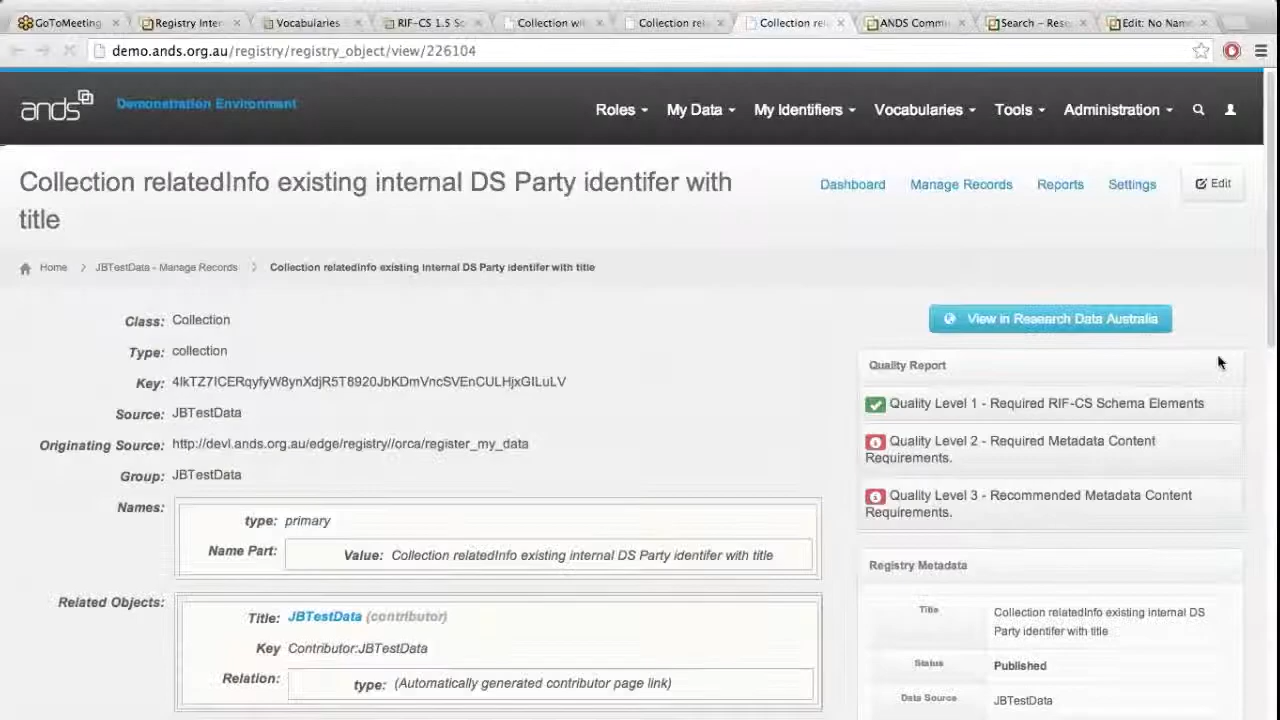 GoToMeeting
Registry Inter
Vocabularies
RIF-CS 1.5 Sc
Collection wit
Collection rel
Collection rel
ANDS Commu
Search – Rese
Edit: No Nam
demo.ands.org.au/registry/registry_object/view/226104
ands
Demonstration Environment
Roles
My Data
My Identifiers
Vocabularies
Tools
Administration
Collection relatedInfo existing internal DS Party identifer with
title
Dashboard
Manage Records
Reports
Settings
Edit
Home
JBTestData - Manage Records
Collection relatedInfo existing internal DS Party identifer with title
Class: Collection
Type: collection
Key: 4IkTZ7ICERqyfyW8ynXdjR5T8920JbKDmVncSVEnCULHjxGILuLV
Source: JBTestData
Originating Source: http://devl.ands.org.au/edge/registry//orca/register_my_data
Group: JBTestData
Names:
type: primary
Name Part:
Value: Collection relatedInfo existing internal DS Party identifer with title
Related Objects:
Title: JBTestData (contributor)
Key Contributor:JBTestData
Relation:
type: (Automatically generated contributor page link)
View in Research Data Australia
Quality Report
Quality Level 1 - Required RIF-CS Schema Elements
Quality Level 2 - Required Metadata Content
Requirements.
Quality Level 3 - Recommended Metadata Content
Requirements.
Registry Metadata
Title
Collection relatedInfo existing internal DS
Party identifer with title
Status
Published
Data Source
JBTestData